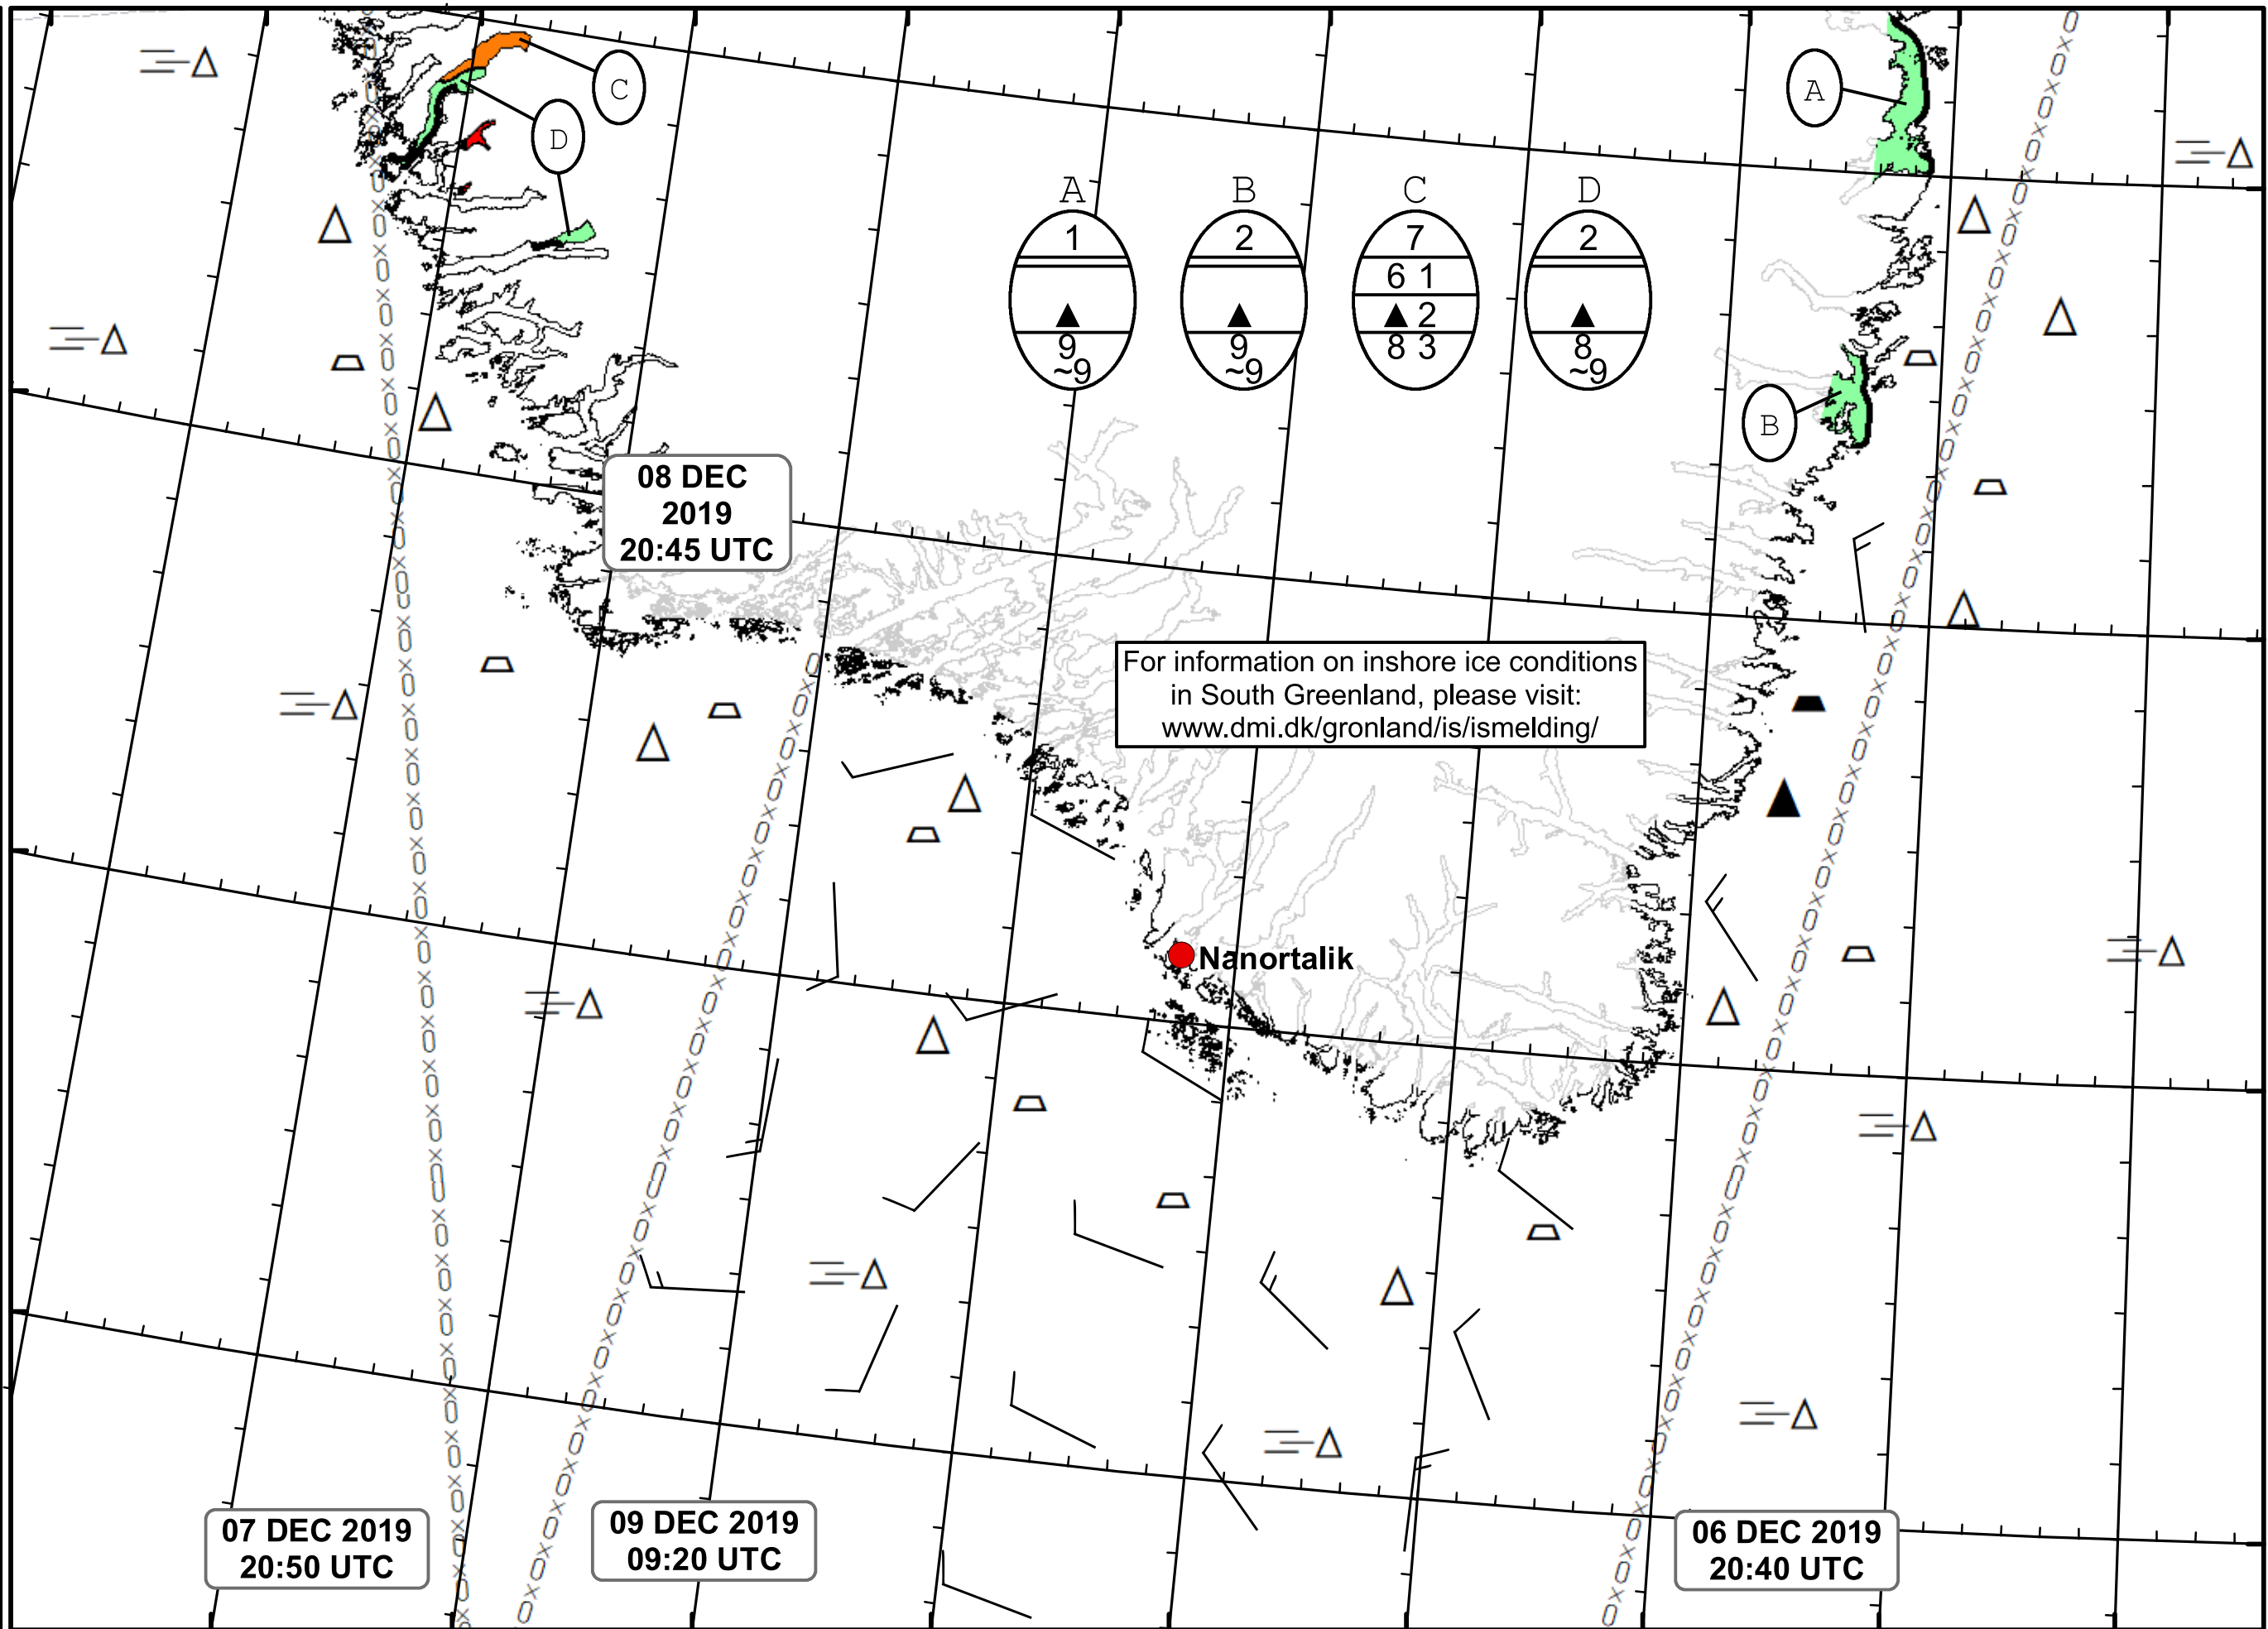 C
A
D
A B C D
1 2 7 2
6 1
▲ ▲ ▲ 2 ▲
9 9 8 3 8
~9 ~9 ~9
B
08 DEC
2019
20:45 UTC
For information on inshore ice conditions
in South Greenland, please visit:
www.dmi.dk/gronland/is/ismelding/
Nanortalik
07 DEC 2019
20:50 UTC
09 DEC 2019
09:20 UTC
06 DEC 2019
20:40 UTC